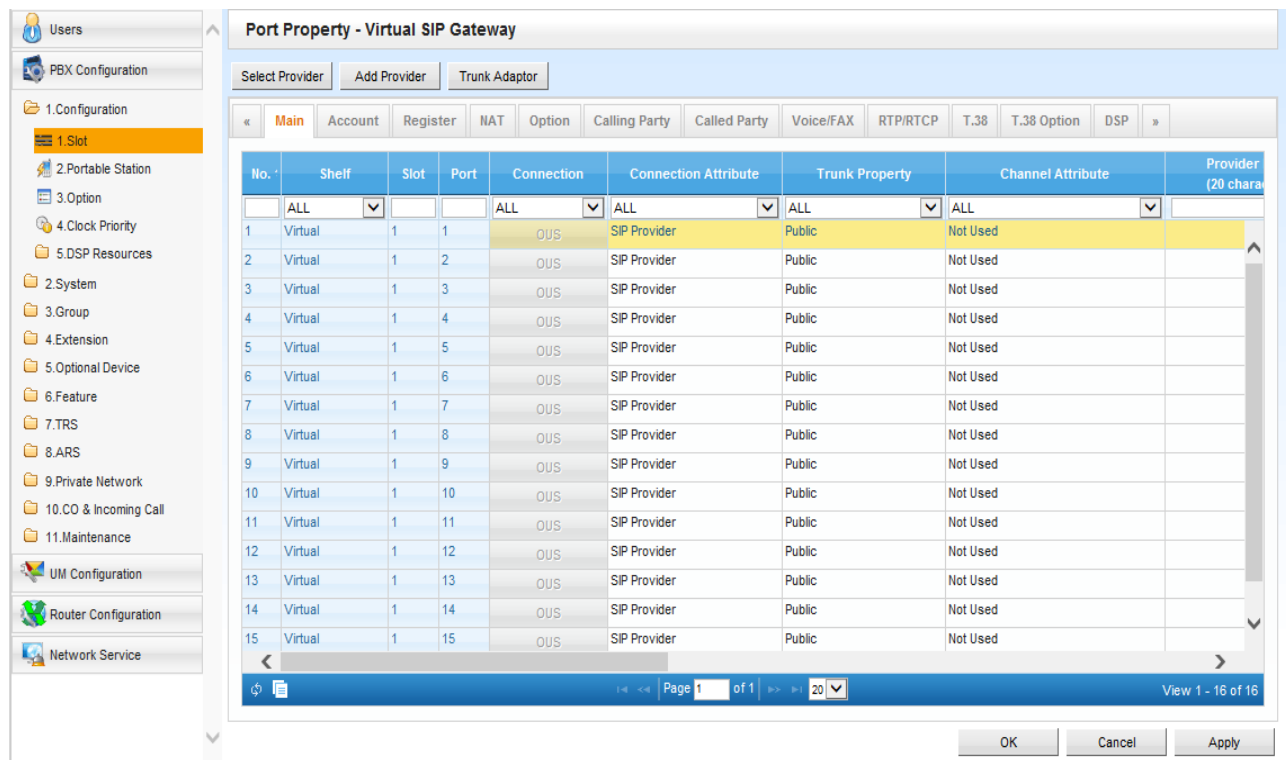 Users
PBX Configuration
1.Configuration
1.Slot
2.Portable Station
3.Option
4.Clock Priority
5.DSP Resources
2.System
3.Group
4.Extension
5.Optional Device
6.Feature
7.TRS
8.ARS
9.Private Network
10.CO & Incoming Call
11.Maintenance
UM Configuration
Router Configuration
Network Service
Port Property - Virtual SIP Gateway
Select Provider Add Provider Trunk Adaptor
« Main Account Register NAT Option Calling Party Called Party Voice/FAX RTP/RTCP T.38 T.38 Option DSP »
No. Shelf Slot Port Connection Connection Attribute Trunk Property Channel Attribute Provider
(20 chara
ALL ALL ALL ALL ALL
1 Virtual 1 1 OUS SIP Provider Public Not Used
2 Virtual 1 2 OUS SIP Provider Public Not Used
3 Virtual 1 3 OUS SIP Provider Public Not Used
4 Virtual 1 4 OUS SIP Provider Public Not Used
5 Virtual 1 5 OUS SIP Provider Public Not Used
6 Virtual 1 6 OUS SIP Provider Public Not Used
7 Virtual 1 7 OUS SIP Provider Public Not Used
8 Virtual 1 8 OUS SIP Provider Public Not Used
9 Virtual 1 9 OUS SIP Provider Public Not Used
10 Virtual 1 10 OUS SIP Provider Public Not Used
11 Virtual 1 11 OUS SIP Provider Public Not Used
12 Virtual 1 12 OUS SIP Provider Public Not Used
13 Virtual 1 13 OUS SIP Provider Public Not Used
14 Virtual 1 14 OUS SIP Provider Public Not Used
15 Virtual 1 15 OUS SIP Provider Public Not Used
Page 1 of 1 20 View 1 - 16 of 16
OK Cancel Apply